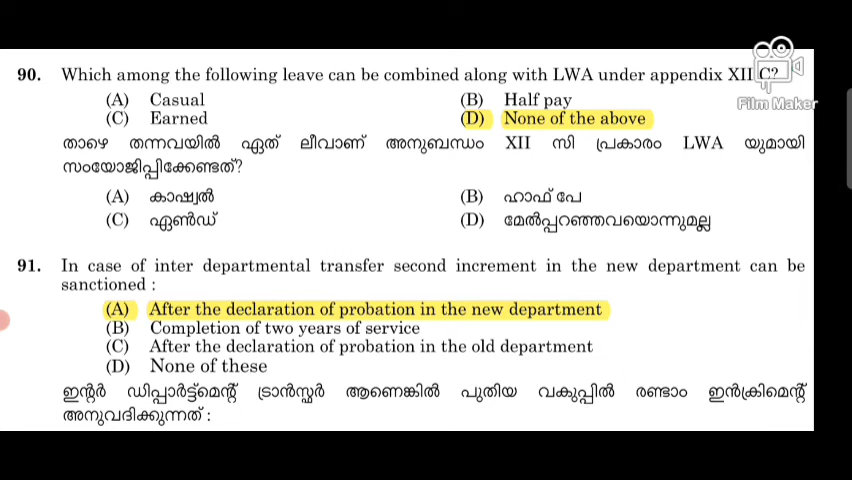 90. Which among the following leave can be combined along with LWA under appendix XII C?
(A) Casual (B) Half pay
(C) Earned (D) None of the above
താഴെ തന്നവയിൽ ഏത് ലീവാണ് അനുബന്ധം XII സി പ്രകാരം LWA യുമായി
സംയോജിപ്പിക്കേണ്ടത്?
(A) കാഷ്വൽ (B) ഹാഫ് പേ
(C) ഏൺഡ് (D) മേൽപ്പറഞ്ഞവയൊന്നുമല്ല
91. In case of inter departmental transfer second increment in the new department can be
sanctioned :
(A) After the declaration of probation in the new department
(B) Completion of two years of service
(C) After the declaration of probation in the old department
(D) None of these
ഇന്റർ ഡിപ്പാർട്ട്മെന്റ് ട്രാൻസ്ഫർ ആണെങ്കിൽ പുതിയ വകുപ്പിൽ രണ്ടാം ഇൻക്രിമെന്റ്
അനുവദിക്കുന്നത് :
Film Maker